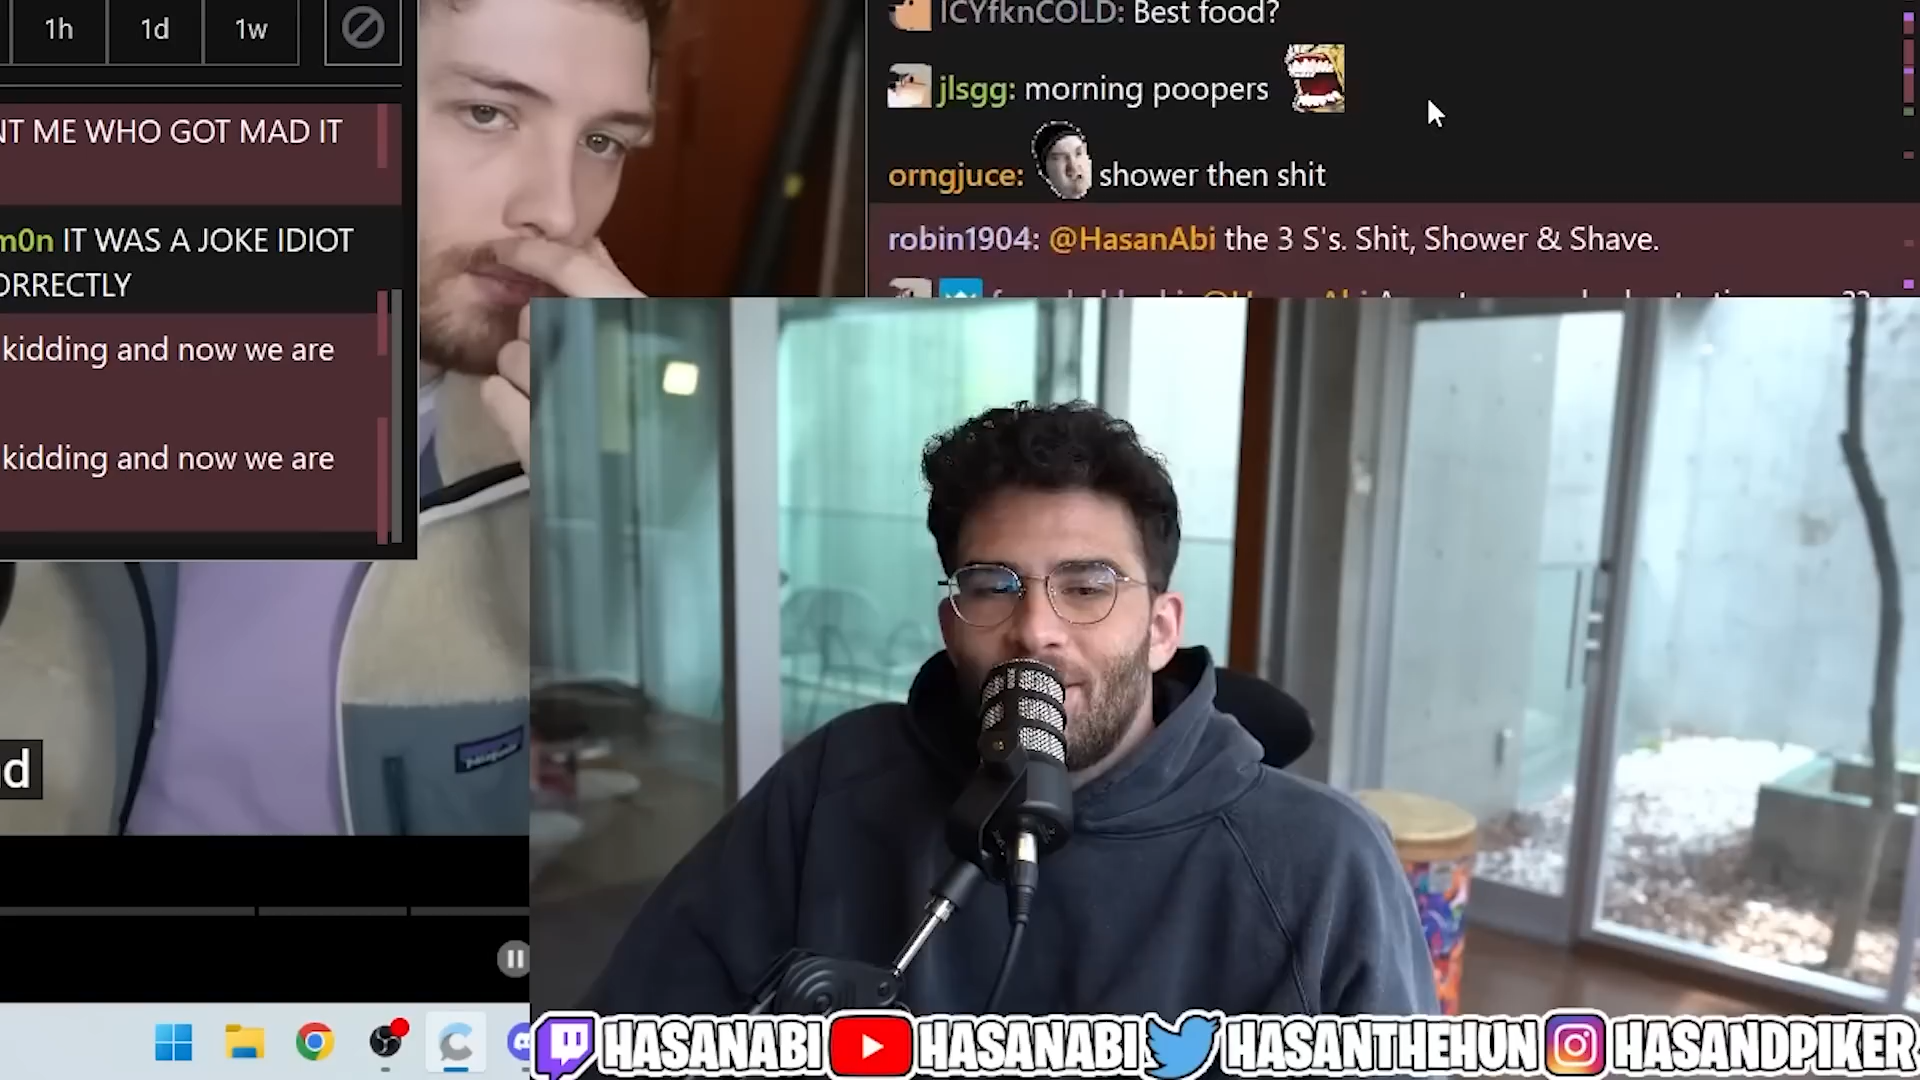 1h 1d 1w
NT ME WHO GOT MAD IT
m0n IT WAS A JOKE IDIOT
ORRECTLY
kidding and now we are
kidding and now we are
ICYfknCOLD: Best food?
jlsgg: morning poopers
orngjuce: shower then shit
robin1904: @HasanAbi the 3 S's. Shit, Shower & Shave.
patagonia
d
HASANABI HASANABI HASANTHEHUN HASANDPIKER